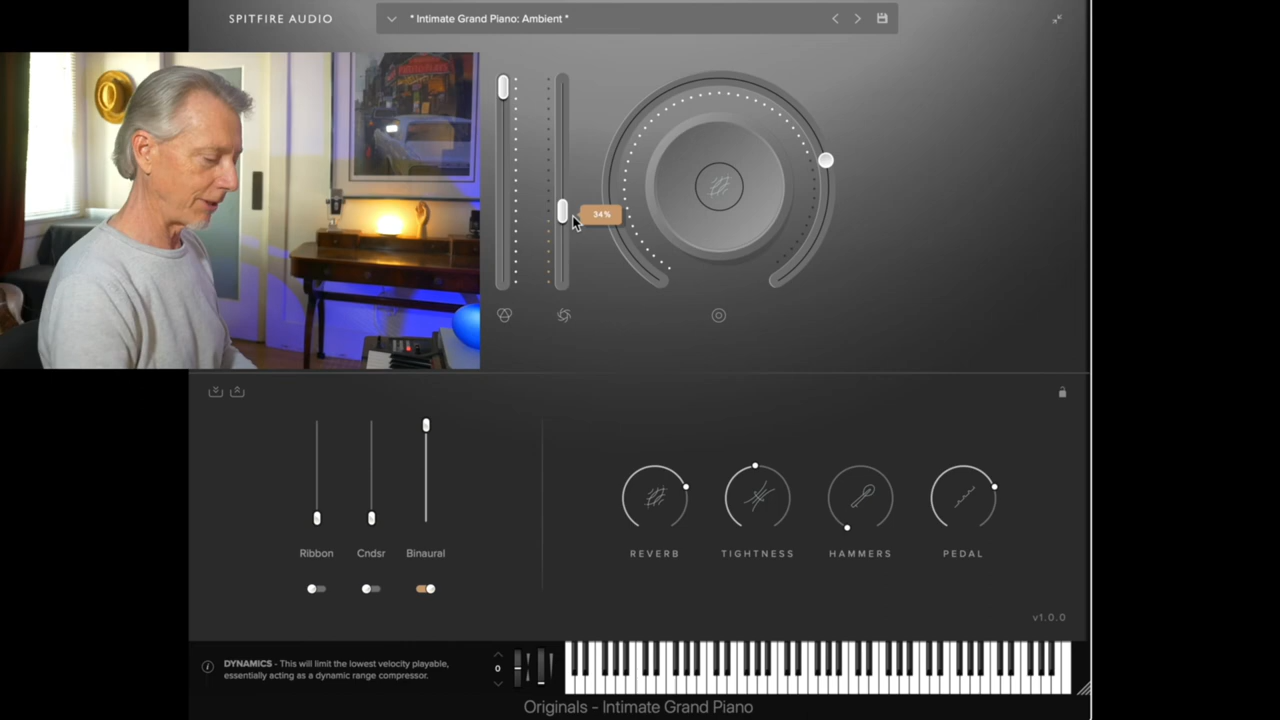 SPITFIRE AUDIO
* Intimate Grand Piano: Ambient *
34%
Ribbon
Cndsr
Binaural
REVERB
TIGHTNESS
HAMMERS
PEDAL
v1.0.0
DYNAMICS - This will limit the lowest velocity playable,
essentially acting as a dynamic range compressor.
0
Originals - Intimate Grand Piano